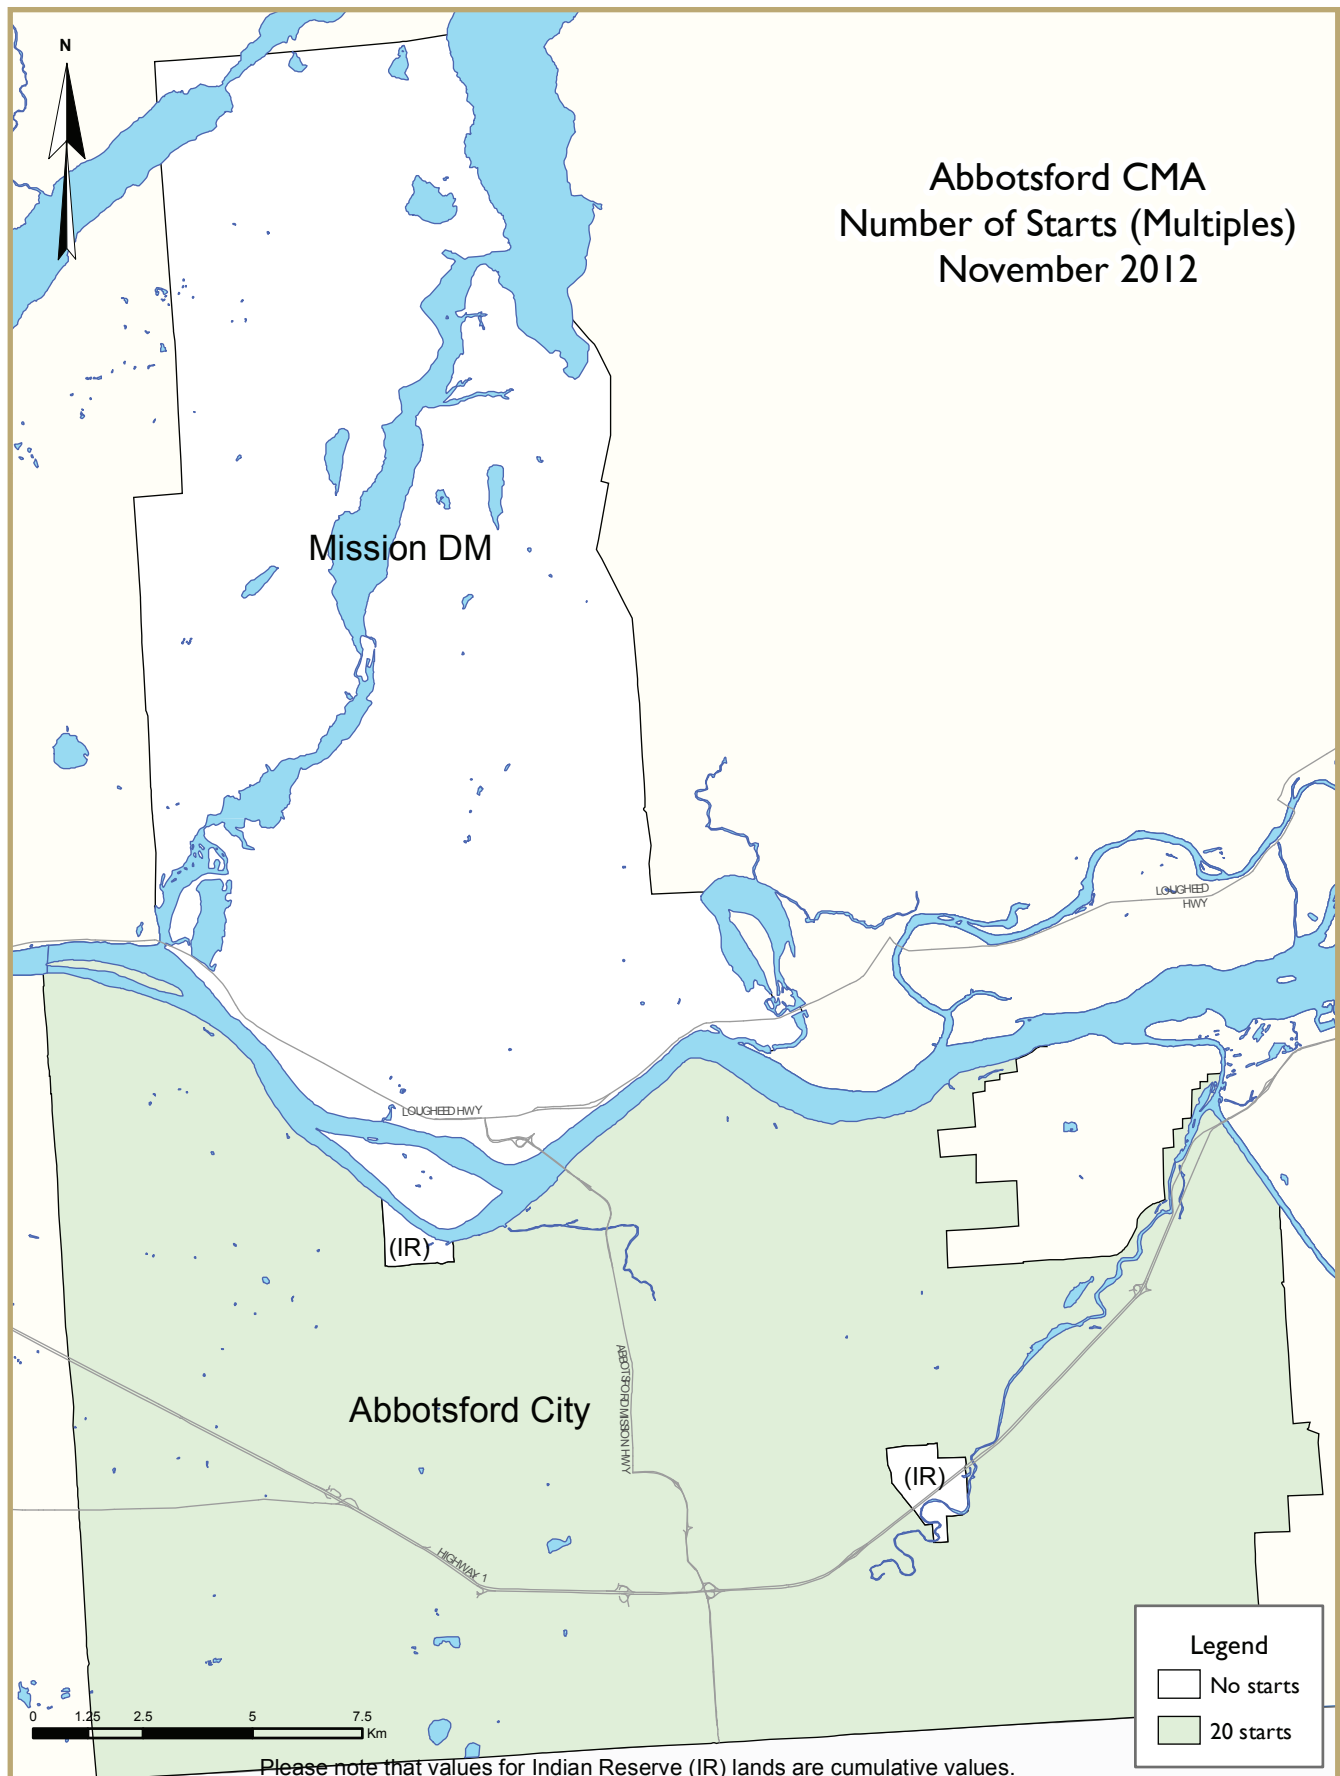 N
Abbotsford CMA
Number of Starts (Multiples)
November 2012
Mission DM
LOUGHEED
HWY
LOUGHEED HWY
(IR)
ABBOTSFORD MISSION HWY
Abbotsford City
(IR)
HIGHWAY 1
Legend
No starts
20 starts
0 1.25 2.5 5 7.5
Km
Please note that values for Indian Reserve (IR) lands are cumulative values.